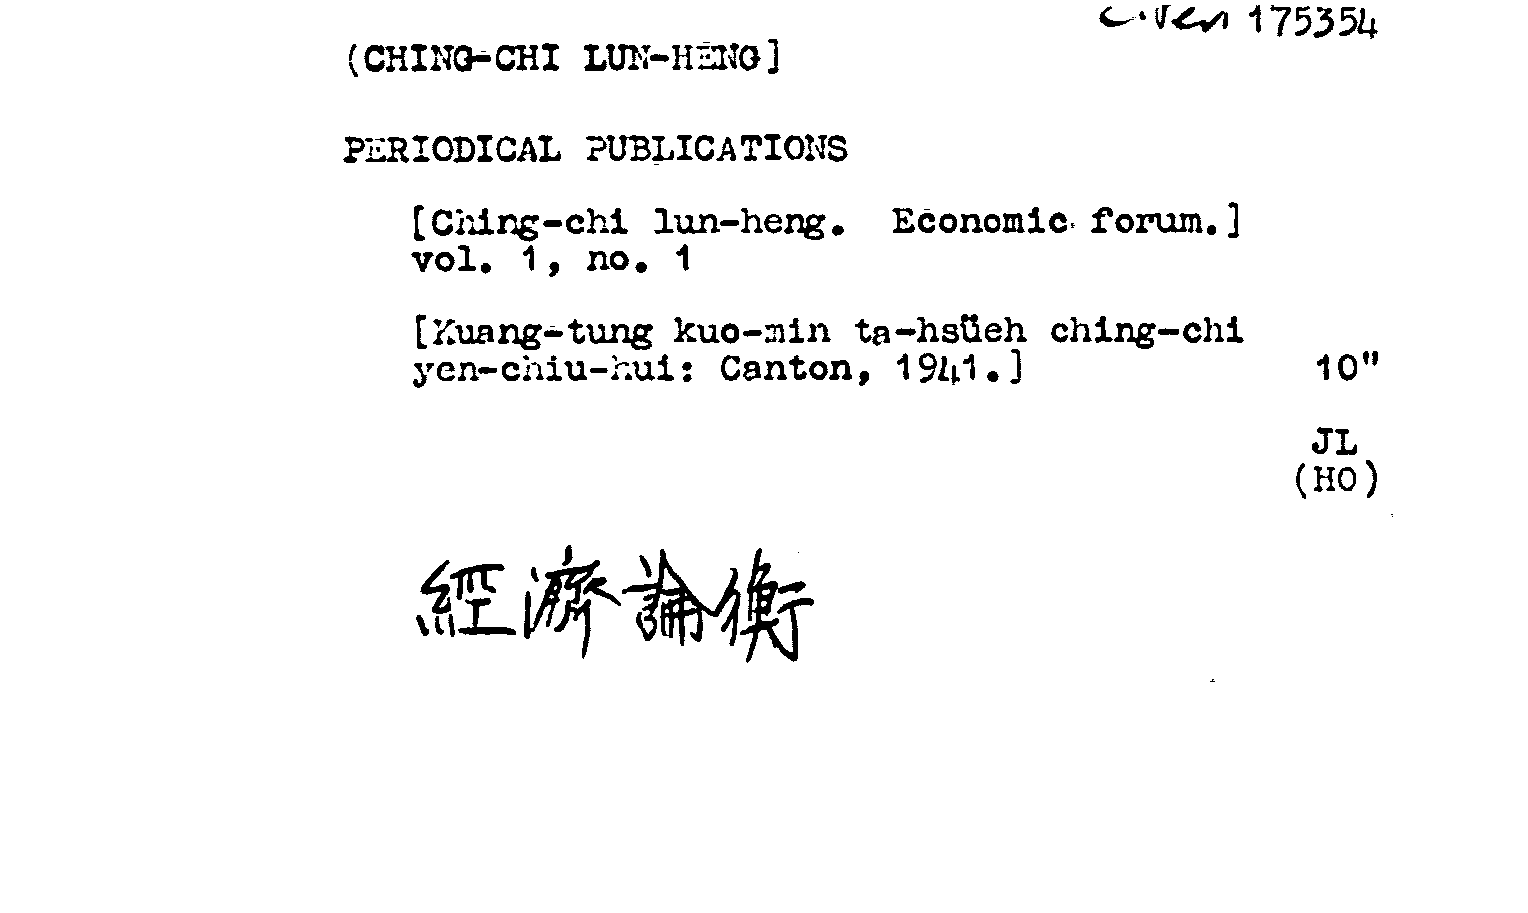 175354
(CHING-CHI LUN-HENG]
PERIODICAL PUBLICATIONS
[Ching-chi lun-heng. Economic forum.]
vol. 1, no. 1
[Kuang-tung kuo-min ta-hsüeh ching-chi
yen-chiu-hui: Canton, 1941.] 10"
JL
(HO)
經濟論衡